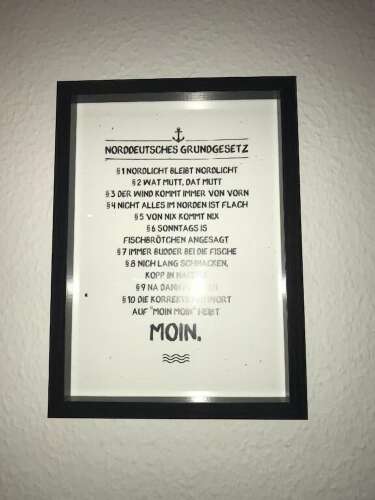 NORDDEUTSCHES GRUNDGESETZ
§ 1 NORDLICHT BLEIBT NORDLICHT
§ 2 WAT MUTT, DAT MUTT
§ 3 DER WIND KOMMT IMMER VON VORN
§ 4 NICHT ALLES IM NORDEN IST FLACH
§ 5 VON NIX KOMMT NIX
§ 6 SONNTAGS IS
FISCHBRÖTCHEN ANGESAGT
§ 7 IMMER BUDDER BEI DIE FISCHE
§ 8 NICH LANG SCHNACKEN,
KOPP IN
§ 9 NA DANN
§ 10 DIE KORREKTE
AUF "MOIN MOIN" HEIßT
MOIN.